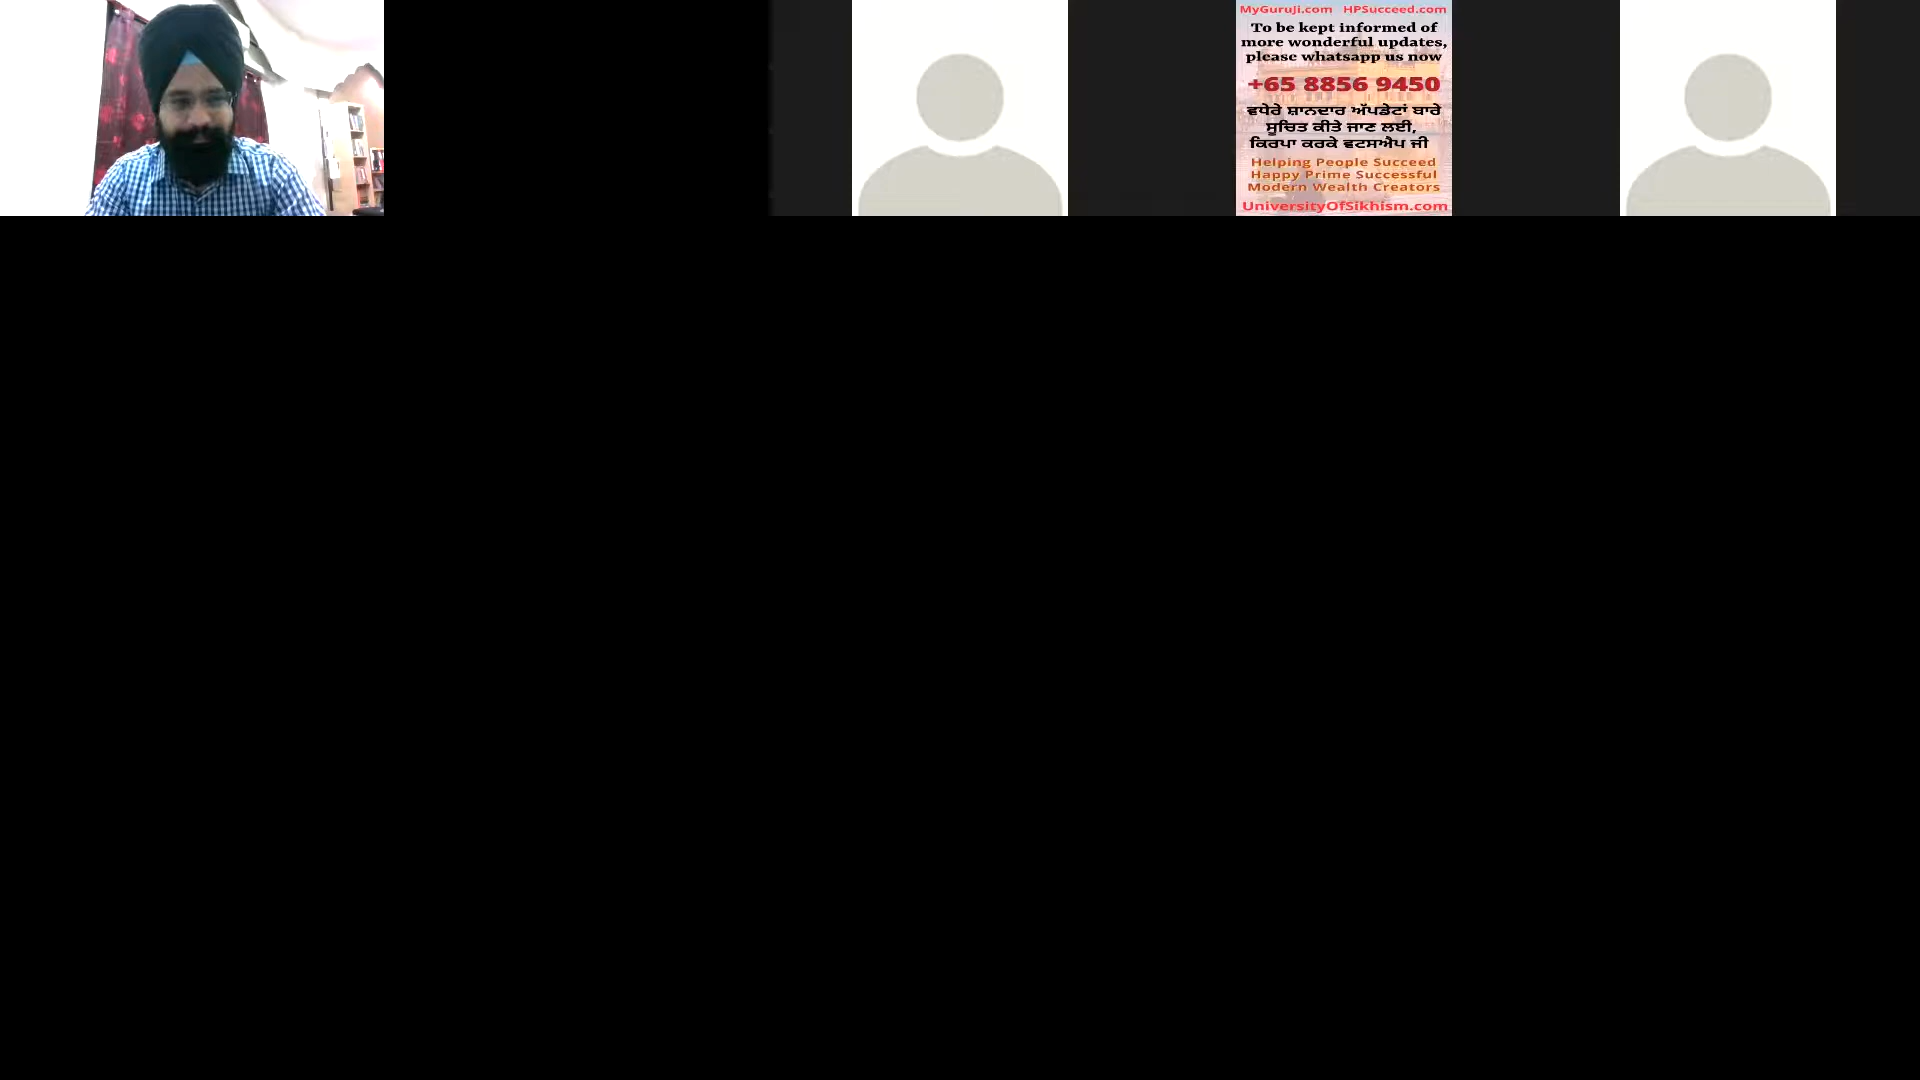 MyGuruJi.com HPSucceed.com
To be kept informed of
more wonderful updates,
please whatsapp us now
+65 8856 9450
ਵਧੇਰੇ ਸ਼ਾਨਦਾਰ ਅੱਪਡੇਟਾਂ ਬਾਰੇ
ਸੂਚਿਤ ਕੀਤੇ ਜਾਣ ਲਈ,
ਕਿਰਪਾ ਕਰਕੇ ਵਟਸਐਪ ਜੀ
Helping People Succeed
Happy Prime Successful
Modern Wealth Creators
UniversityOfSikhism.com